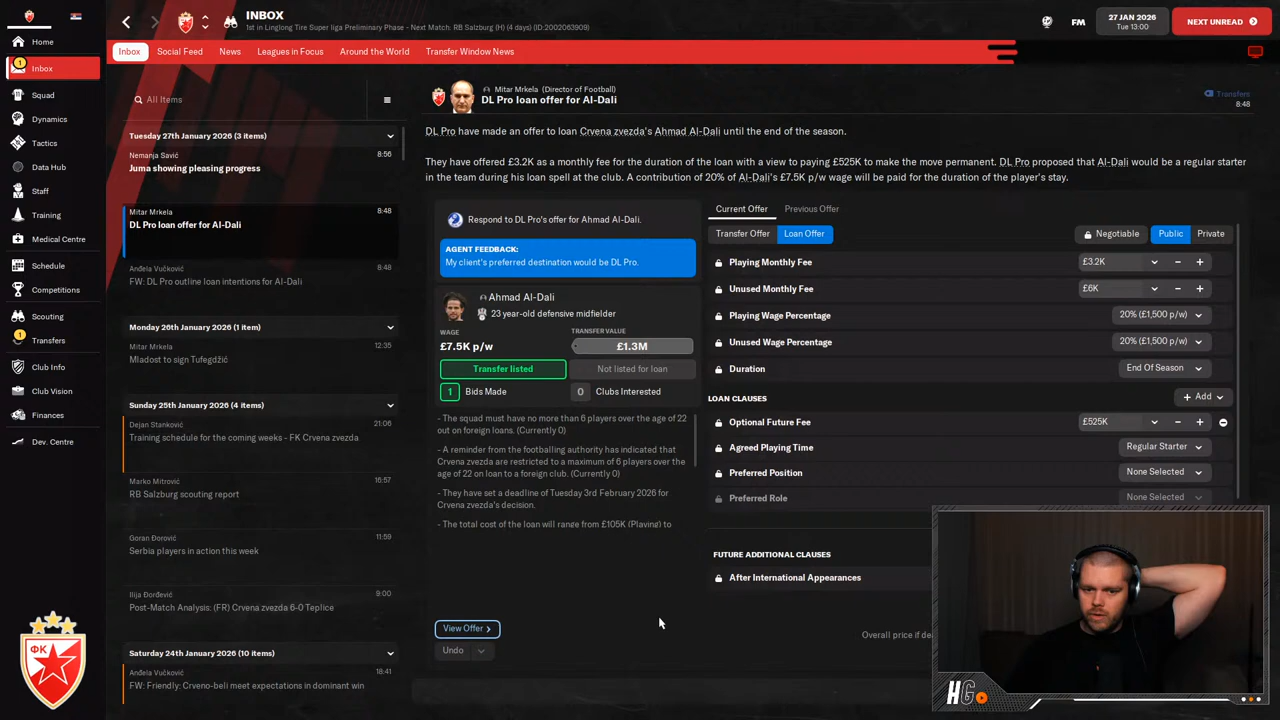 INBOX
1st in Linglong Tire Super liga Preliminary Phase - Next Match: RB Salzburg (H) (4 days) (ID:2002063909)
FM
27 JAN 2026
Tue 13:00
NEXT UNREAD
Home
Inbox
1
Squad
Dynamics
Tactics
Data Hub
Staff
Training
Medical Centre
Schedule
Competitions
Scouting
1
Transfers
Club Info
Club Vision
Finances
Dev. Centre
Inbox
Social Feed
News
Leagues in Focus
Around the World
Transfer Window News
All Items
Tuesday 27th January 2026 (3 items)
Nemanja Savić
8:56
Juma showing pleasing progress
Mitar Mrkela
8:48
DL Pro loan offer for Al-Dali
Anđela Vučković
8:48
FW: DL Pro outline loan intentions for Al-Dali
Monday 26th January 2026 (1 item)
Mitar Mrkela
12:35
Mladost to sign Tufegdžić
Sunday 25th January 2026 (4 items)
Dejan Stanković
21:06
Training schedule for the coming weeks - FK Crvena zvezda
Marko Mitrović
16:57
RB Salzburg scouting report
Goran Đorović
11:59
Serbia players in action this week
Ilija Đorđević
9:00
Post-Match Analysis: (FR) Crvena zvezda 6-0 Teplice
Saturday 24th January 2026 (10 items)
Anđela Vučković
18:41
FW: Friendly: Crveno-beli meet expectations in dominant win
Mitar Mrkela (Director of Football)
DL Pro loan offer for Al-Dali
Transfers
8:48
DL Pro have made an offer to loan Crvena zvezda's Ahmad Al-Dali until the end of the season.
They have offered £3.2K as a monthly fee for the duration of the loan with a view to paying £525K to make the move permanent. DL Pro proposed that Al-Dali would be a regular starter
in the team during his loan spell at the club. A contribution of 20% of Al-Dali's £7.5K p/w wage will be paid for the duration of the player's stay.
Respond to DL Pro's offer for Ahmad Al-Dali.
AGENT FEEDBACK:
My client's preferred destination would be DL Pro.
Ahmad Al-Dali
23 year-old defensive midfielder
WAGE
£7.5K p/w
TRANSFER VALUE
£1.3M
Transfer listed
Not listed for loan
1 Bids Made
0 Clubs Interested
- The squad must have no more than 6 players over the age of 22
out on foreign loans. (Currently 0)
- A reminder from the footballing authority has indicated that
Crvena zvezda are restricted to a maximum of 6 players over the
age of 22 on loan to a foreign club. (Currently 0)
- They have set a deadline of Tuesday 3rd February 2026 for
Crvena zvezda's decision.
- The total cost of the loan will range from £105K (Playing) to
View Offer
Undo
Current Offer
Previous Offer
Transfer Offer
Loan Offer
Negotiable
Public
Private
Playing Monthly Fee
£3.2K
Unused Monthly Fee
£6K
Playing Wage Percentage
20% (£1,500 p/w)
Unused Wage Percentage
20% (£1,500 p/w)
Duration
End Of Season
LOAN CLAUSES
Add
Optional Future Fee
£525K
Agreed Playing Time
Regular Starter
Preferred Position
None Selected
Preferred Role
None Selected
FUTURE ADDITIONAL CLAUSES
After International Appearances
Overall price if dea
HG